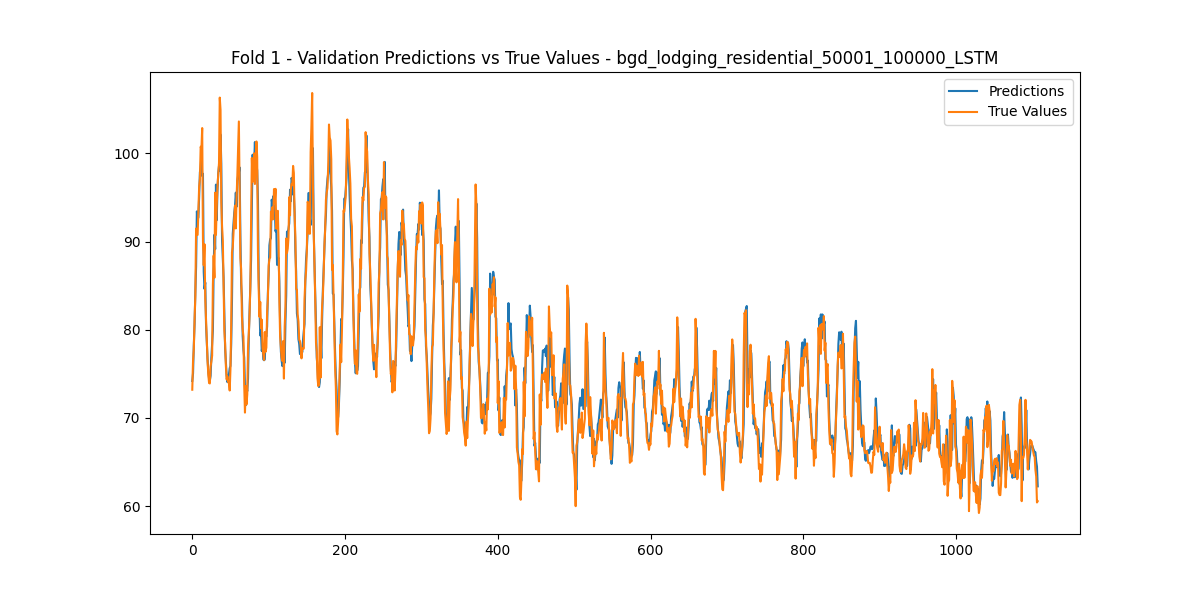 Fold 1 - Validation Predictions vs True Values - bgd_lodging_residential_50001_100000_LSTM
Predictions
True Values
100
90
80
70
60
0 200 400 600 800 1000